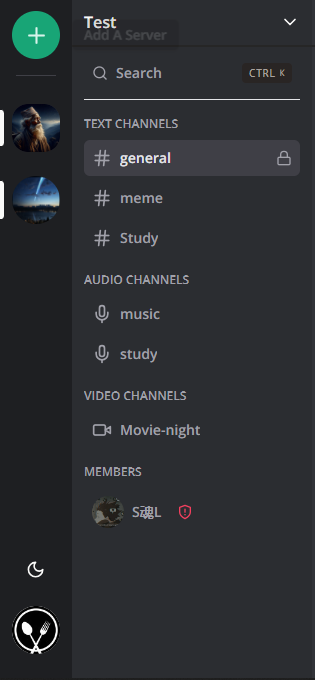 Test
Add A Server
Search CTRL K
TEXT CHANNELS
general
meme
Study
AUDIO CHANNELS
music
study
VIDEO CHANNELS
Movie-night
MEMBERS
S魂L